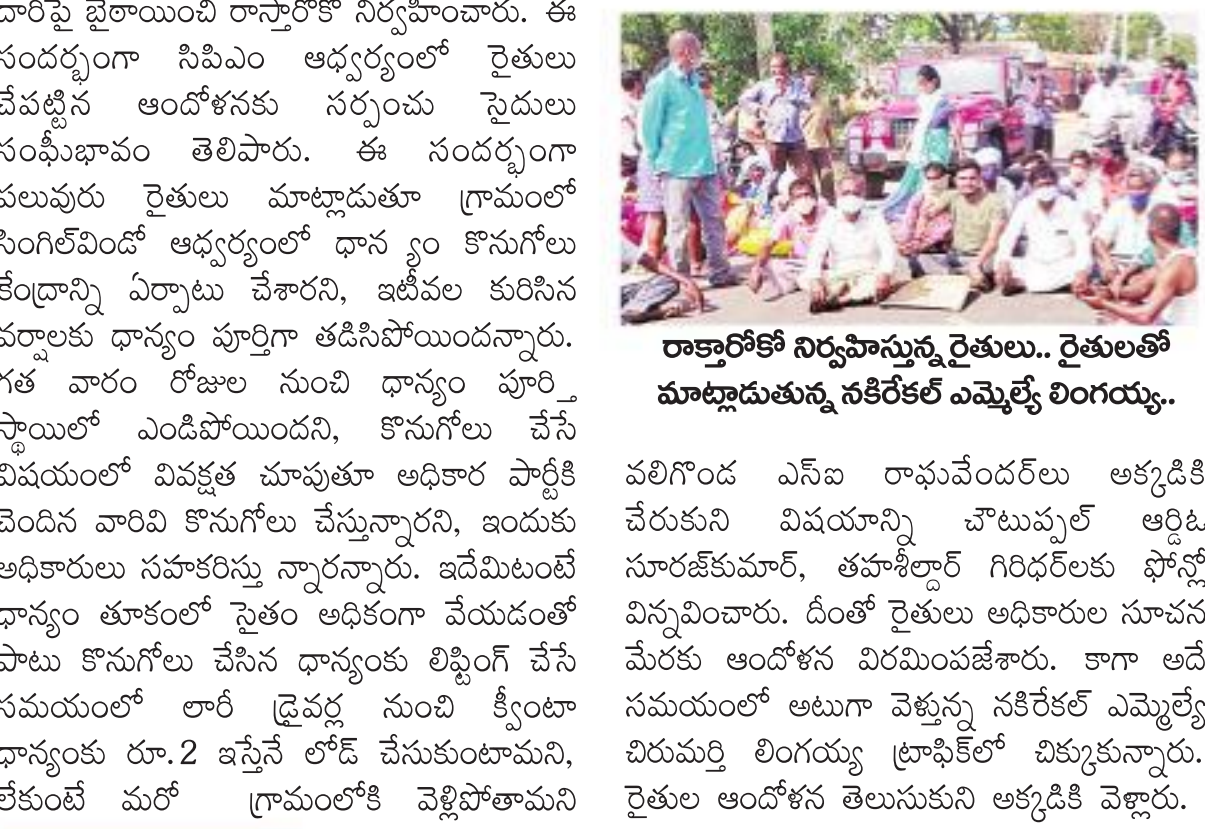 దారిపై బైఠాయించి రాస్తారోకో నిర్వహించారు. ఈ
సందర్భంగా సిపిఎం ఆధ్వర్యంలో రైతులు
చేపట్టిన ఆందోళనకు సర్పంచు సైదులు
సంఘీభావం తెలిపారు. ఈ సందర్భంగా
పలువురు రైతులు మాట్లాడుతూ గ్రామంలో
సింగిల్‌విండో ఆధ్వర్యంలో ధాన ్యం కొనుగోలు
కేంద్రాన్ని ఏర్పాటు చేశారని, ఇటీవల కురిసిన
వర్షాలకు ధాన్యం పూర్తిగా తడిసిపోయిందన్నారు.
గత వారం రోజుల నుంచి ధాన్యం పూర్తి
స్థాయిలో ఎండిపోయిందని, కొనుగోలు చేసే
విషయంలో వివక్షత చూపుతూ అధికార పార్టీకి
చెందిన వారివి కొనుగోలు చేస్తున్నారని, ఇందుకు
అధికారులు సహకరిస్తు న్నారన్నారు. ఇదేమిటంటే
ధాన్యం తూకంలో సైతం అధికంగా వేయడంతో
పాటు కొనుగోలు చేసిన ధాన్యంకు లిఫ్టింగ్ చేసే
సమయంలో లారీ డ్రైవర్ల నుంచి క్వింటా
ధాన్యంకు రూ.2 ఇస్తేనే లోడ్ చేసుకుంటామని,
లేకుంటే మరో గ్రామంలోకి వెళ్లిపోతామని
రాక్తారోకో నిర్వహిస్తున్న రైతులు.. రైతులతో
మాట్లాడుతున్న నకిరేకల్ ఎమ్మెల్యే లింగయ్య..
వలిగొండ ఎస్ఐ రాఘవేందర్‌లు అక్కడికి
చేరుకుని విషయాన్ని చౌటుప్పల్ ఆర్డిఓ
సూరజ్‌కుమార్, తహశీల్దార్ గిరిధర్‌లకు ఫోన్లో
విన్నవించారు. దీంతో రైతులు అధికారుల సూచన
మేరకు ఆందోళన విరమింపజేశారు. కాగా అదే
సమయంలో అటుగా వెళ్తున్న నకిరేకల్ ఎమ్మెల్యే
చిరుమర్తి లింగయ్య ట్రాఫిక్‌లో చిక్కుకున్నారు.
రైతుల ఆందోళన తెలుసుకుని అక్కడికి వెళ్లారు.